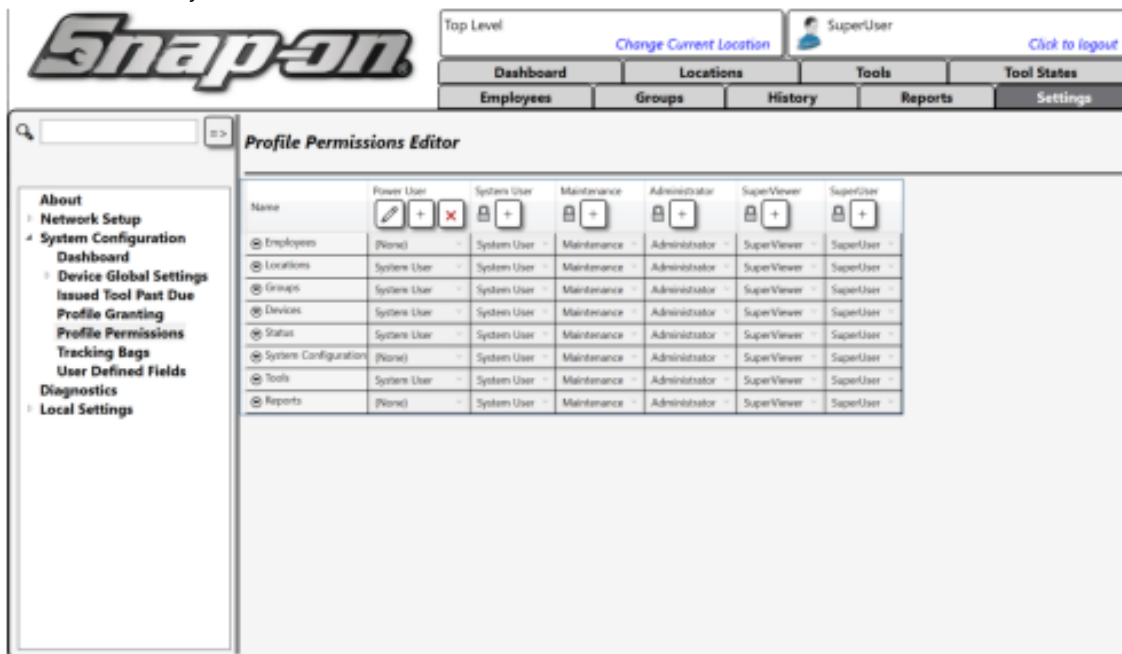 Snap-on
Top Level
Change Current Location
SuperUser
Click to logout
Dashboard Locations Tools Tool States
Employees Groups History Reports Settings
=>
Profile Permissions Editor
About
Network Setup
System Configuration
Dashboard
Device Global Settings
Issued Tool Past Due
Profile Granting
Profile Permissions
Tracking Bags
User Defined Fields
Diagnostics
Local Settings
Name Power User System User Maintenance Administrator SuperViewer SuperUser
Employees (None) System User Maintenance Administrator SuperViewer SuperUser
Locations System User System User Maintenance Administrator SuperViewer SuperUser
Groups System User System User Maintenance Administrator SuperViewer SuperUser
Devices System User System User Maintenance Administrator SuperViewer SuperUser
Status System User System User Maintenance Administrator SuperViewer SuperUser
System Configuration (None) System User Maintenance Administrator SuperViewer SuperUser
Tools System User System User Maintenance Administrator SuperViewer SuperUser
Reports (None) System User Maintenance Administrator SuperViewer SuperUser